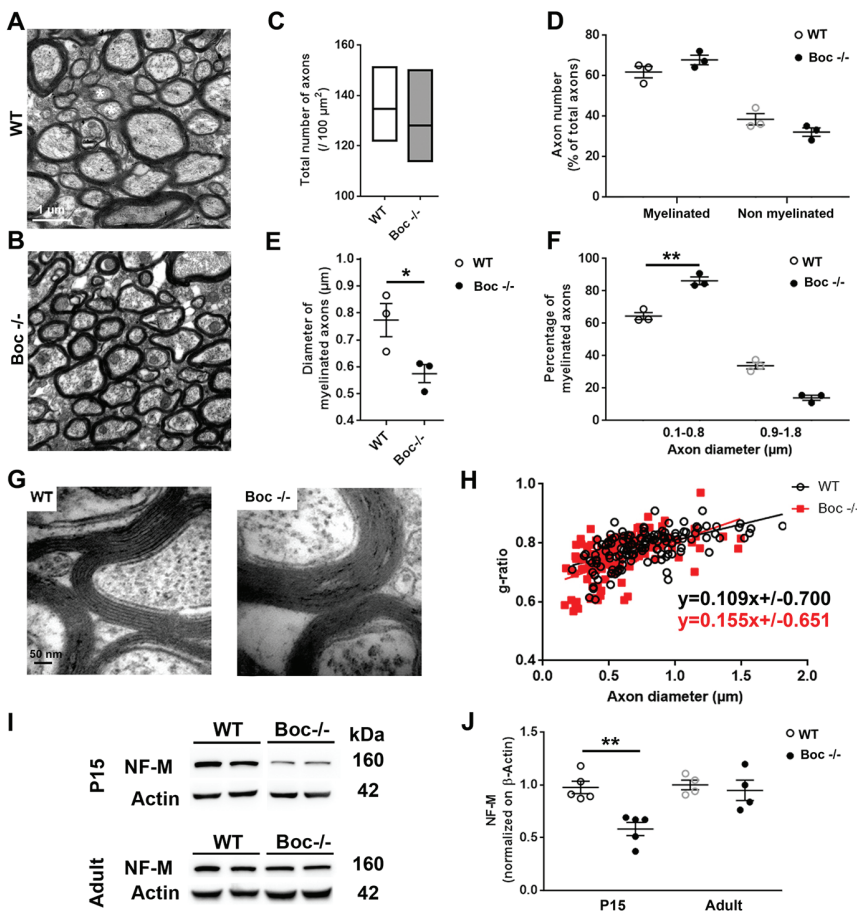 A
WT
1 μm
B
Boc -/-
C
Total number of axons
(/ 100 μm²)
160
140
120
100
WT
Boc -/-
D
WT
Boc -/-
Axon number
(% of total axons)
80
60
40
20
0
Myelinated
Non myelinated
E
WT
Boc -/-
Diameter of
myelinated axons (μm)
1.0
0.9
0.8
0.7
0.6
0.5
0.4
*
WT
Boc-/-
F
WT
Boc -/-
Percentage of
myelinated axons
100
80
60
40
20
0
**
0.1-0.8
0.9-1.8
Axon diameter (μm)
G
WT
50 nm
Boc -/-
H
WT
Boc -/-
g-ratio
1.0
0.8
0.6
0.4
y=0.109x+/-0.700
y=0.155x+/-0.651
0.0
0.5
1.0
1.5
2.0
Axon diameter (μm)
I
WT
Boc-/-
kDa
P15
NF-M
160
Actin
42
WT
Boc-/-
Adult
NF-M
160
Actin
42
J
WT
Boc -/-
NF-M
(normalized on β-Actin)
1.5
1.0
0.5
0.0
**
P15
Adult